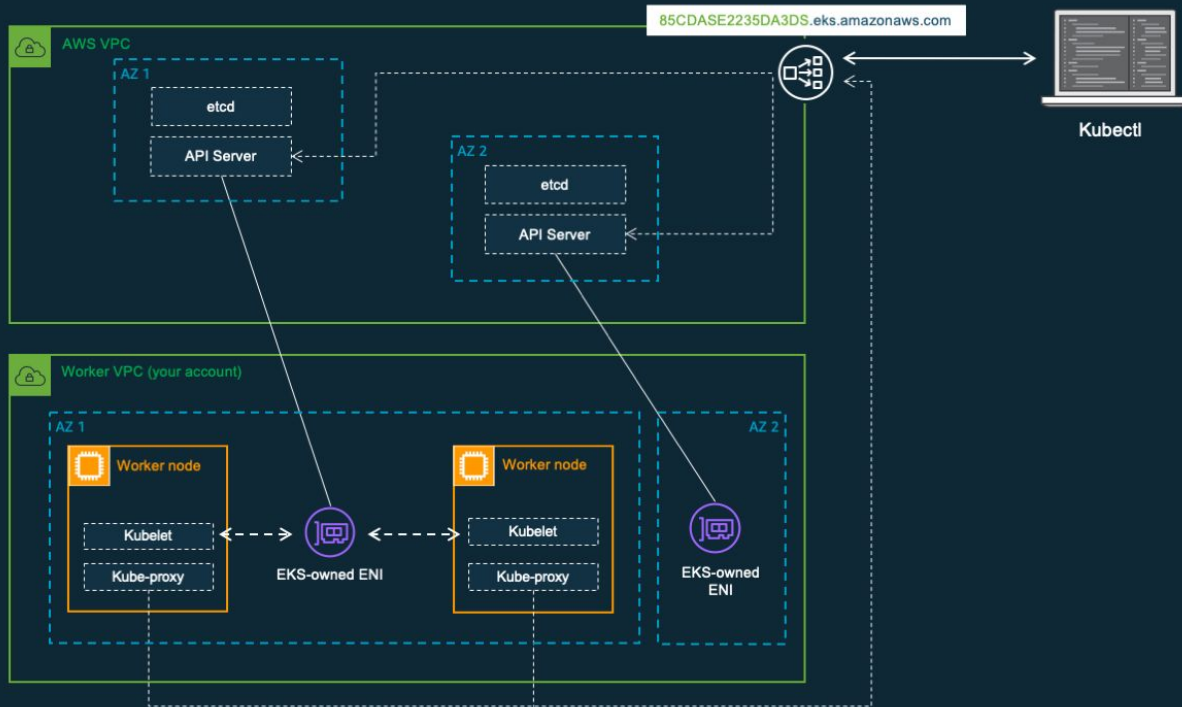 85CDASE2235DA3DS.eks.amazonaws.com
AWS VPC
AZ 1
etcd
API Server
AZ 2
etcd
API Server
Kubectl
Worker VPC (your account)
AZ 1
Worker node
Kubelet
Kube-proxy
EKS-owned ENI
Worker node
Kubelet
Kube-proxy
AZ 2
EKS-owned
ENI